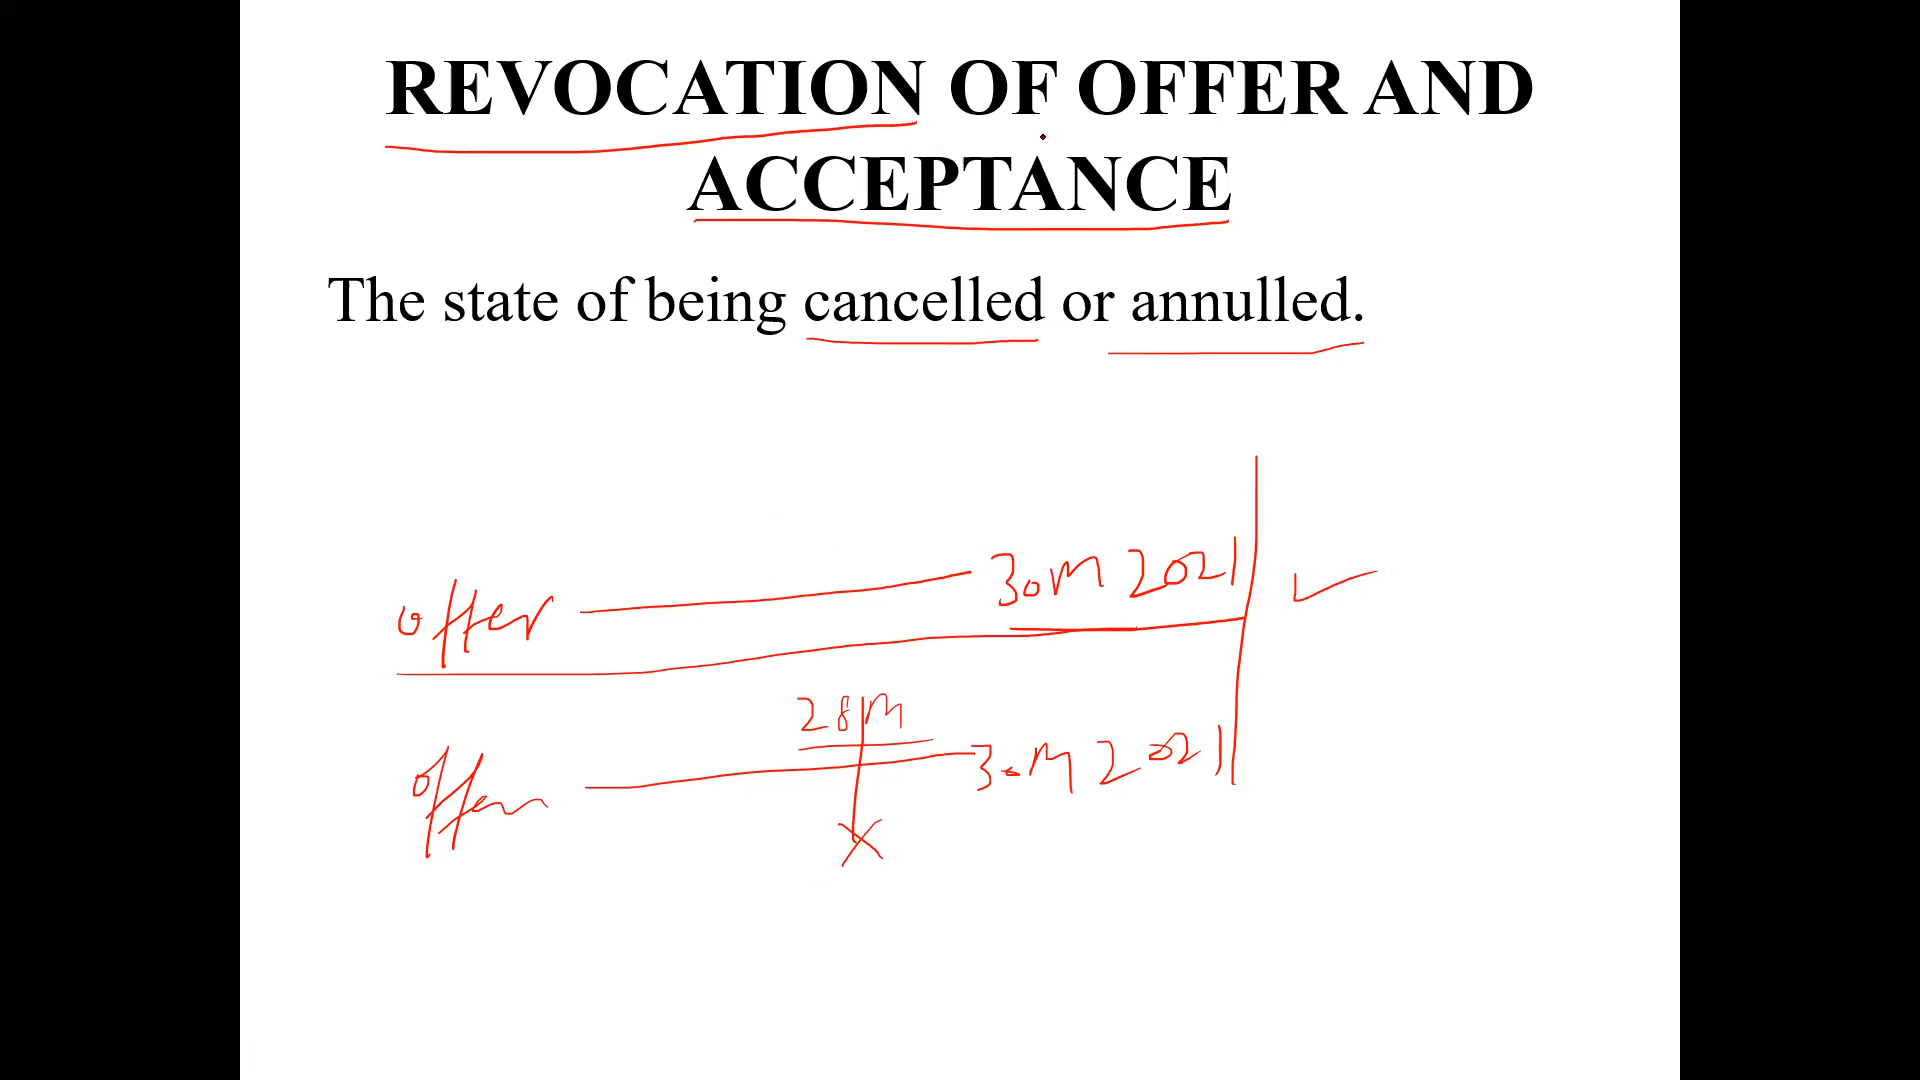 REVOCATION OF OFFER AND
ACCEPTANCE
The state of being cancelled or annulled.
offer 30M 2021
28M
offer 30M 2021